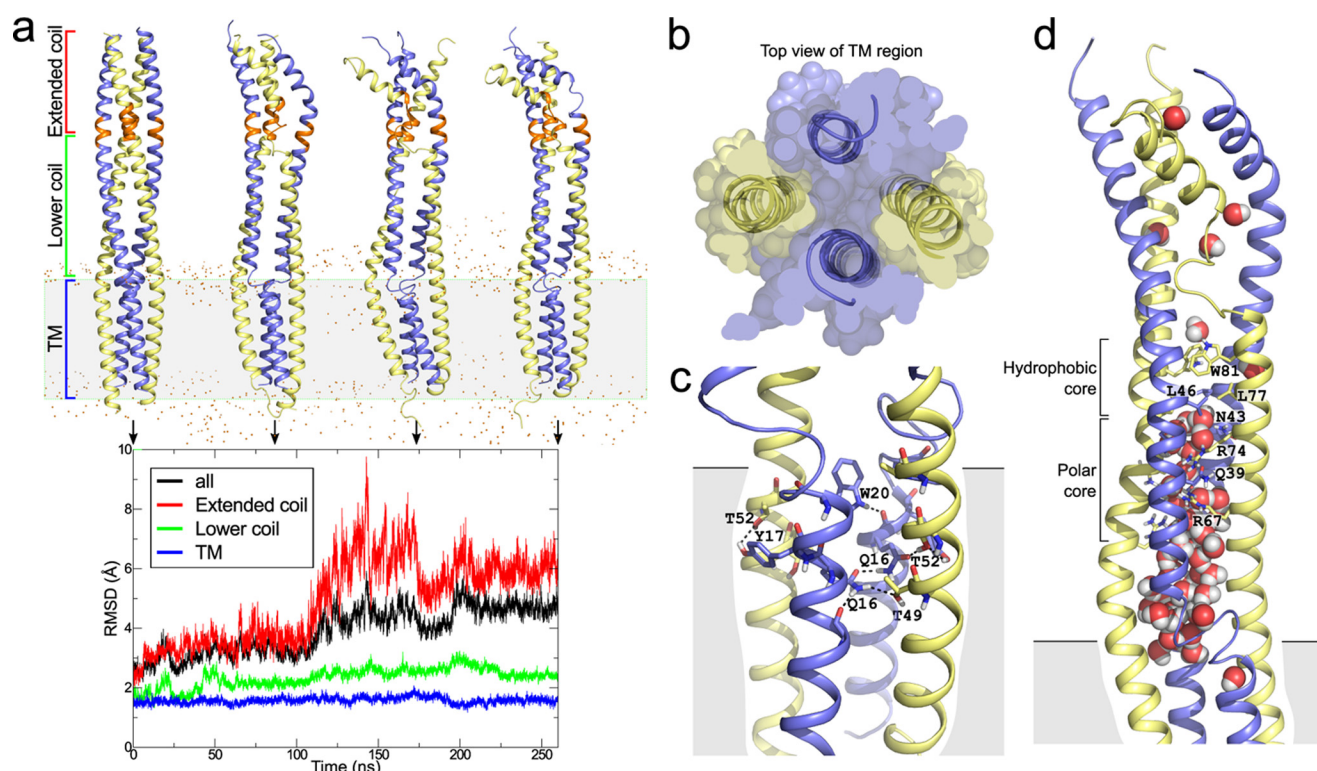 a
Extended coil
Lower coil
TM
RMSD (Å)
10
8
6
4
2
0
all
Extended coil
Lower coil
TM
0
50
100
150
200
250
Time (ns)
b
Top view of TM region
c
W20
T52
Y17
Q16
T52
Q16
T49
d
Hydrophobic
core
W81
L46
L77
N43
Polar
core
R74
Q39
R67